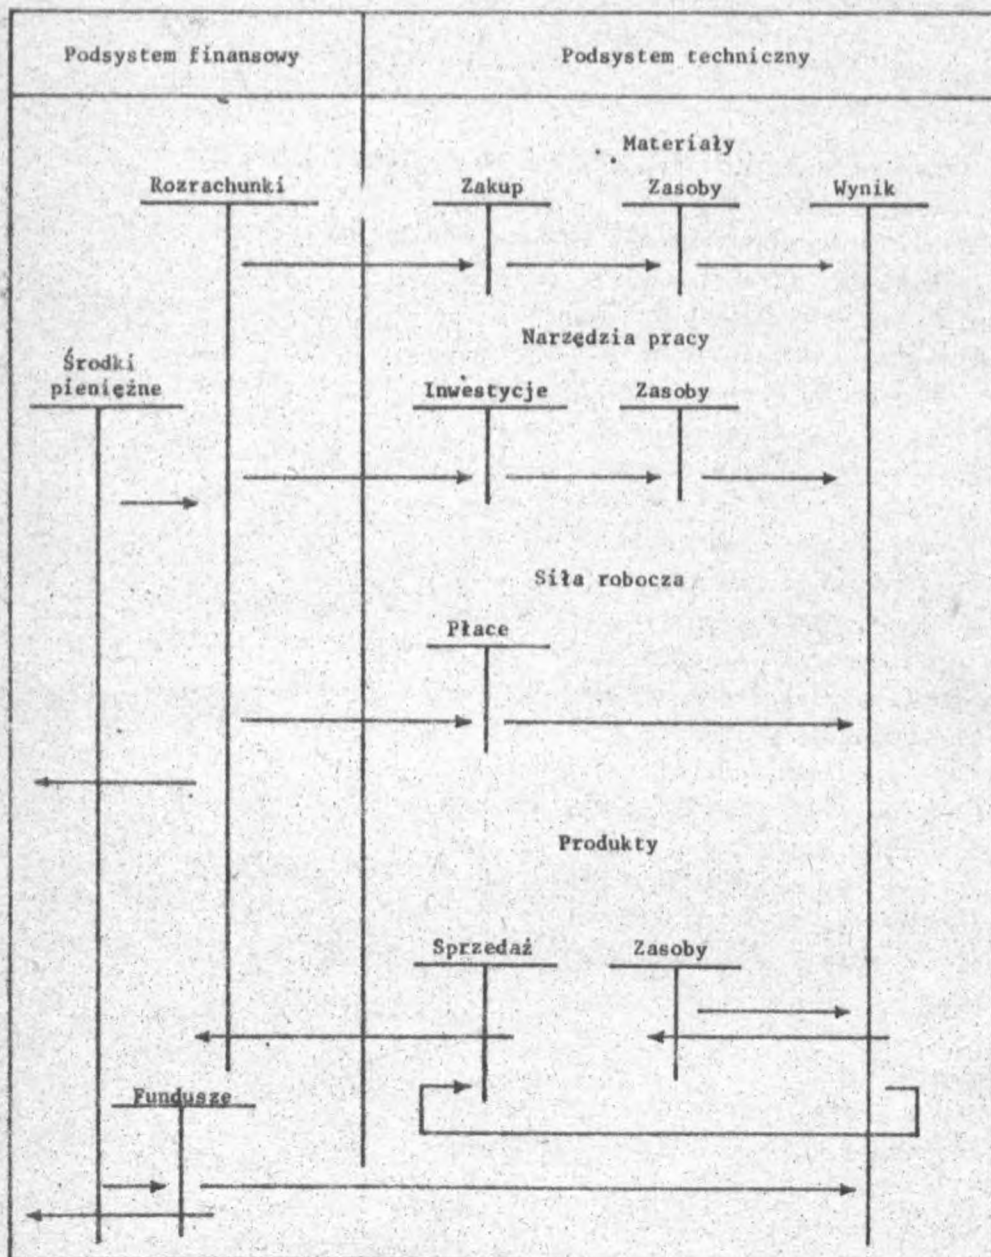 Podsystem finansowy
Podsystem techniczny
Materiały
Rozrachunki
Zakup
Zasoby
Wynik
Narzędzia pracy
Środki
pieniężne
Inwestycje
Zasoby
Siła robocza
Płace
Produkty
Sprzedaż
Zasoby
Fundusze